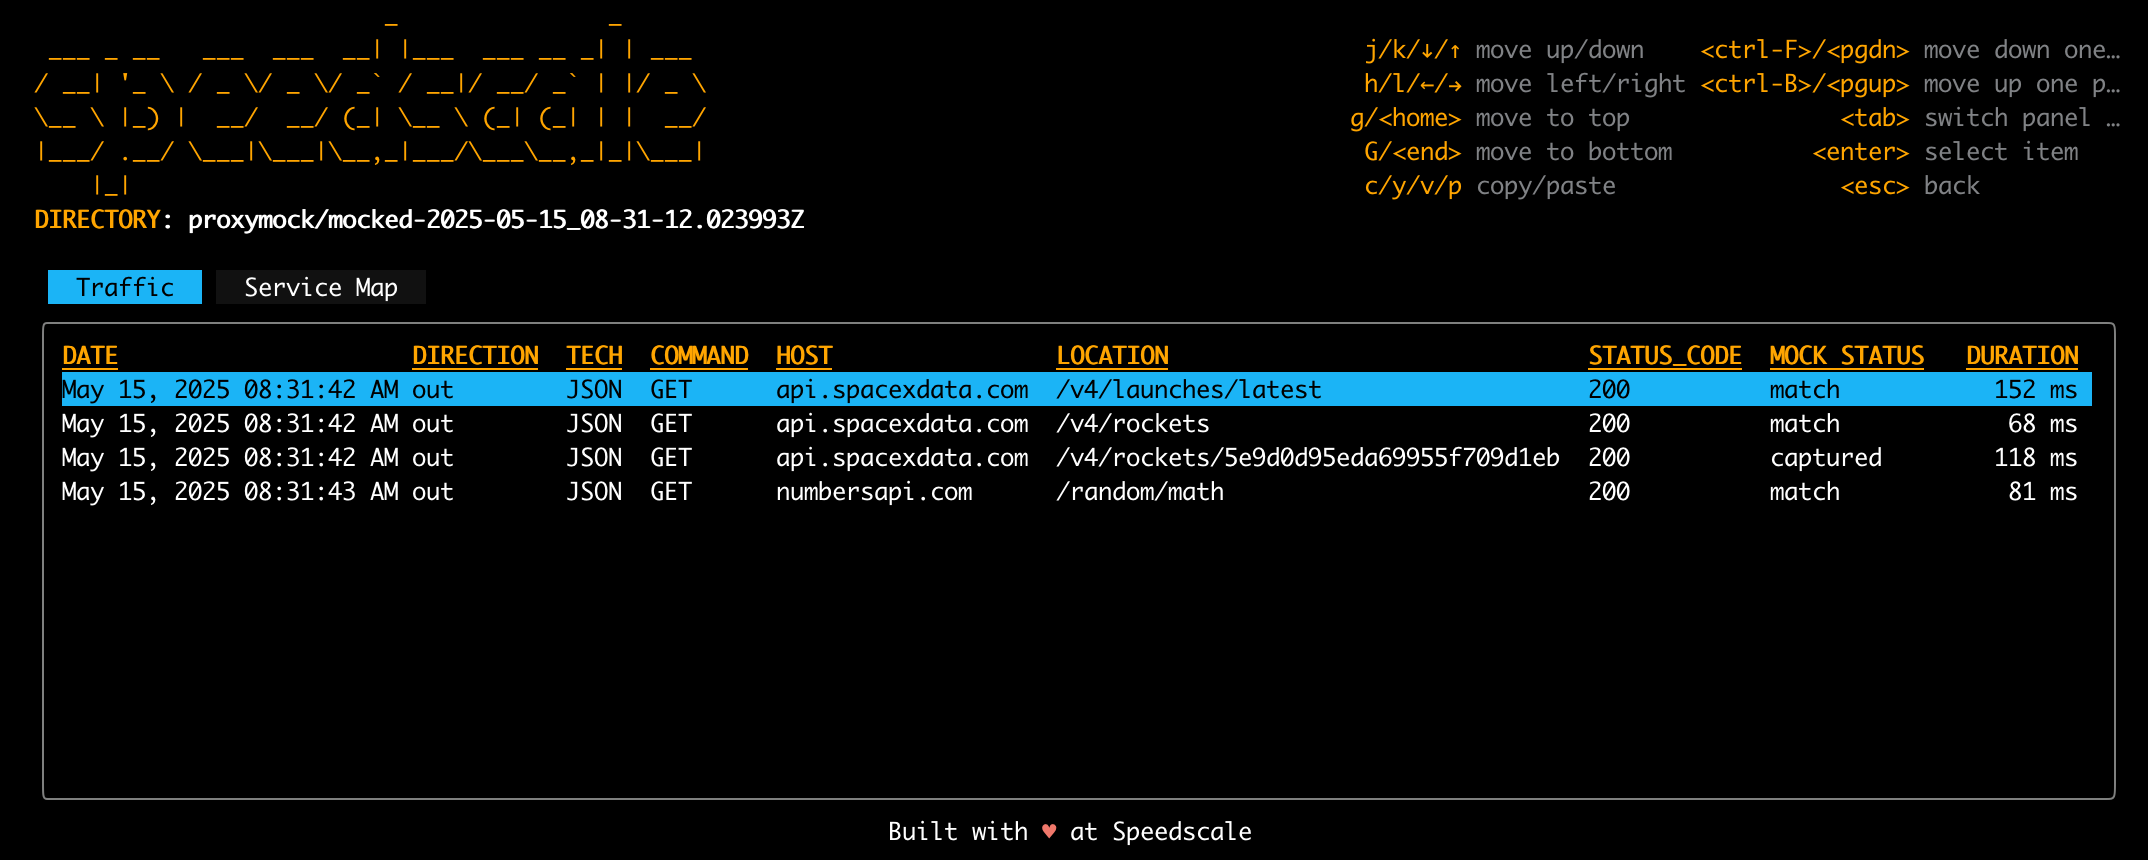 speedscale
j/k/↓/↑ move up/down <ctrl-F>/<pgdn> move down one…
h/l/←/→ move left/right <ctrl-B>/<pgup> move up one p…
g/<home> move to top <tab> switch panel …
G/<end> move to bottom <enter> select item
c/y/v/p copy/paste <esc> back
DIRECTORY: proxymock/mocked-2025-05-15_08-31-12.023993Z
Traffic Service Map
DATE DIRECTION TECH COMMAND HOST LOCATION STATUS_CODE MOCK STATUS DURATION
May 15, 2025 08:31:42 AM out JSON GET api.spacexdata.com /v4/launches/latest 200 match 152 ms
May 15, 2025 08:31:42 AM out JSON GET api.spacexdata.com /v4/rockets 200 match 68 ms
May 15, 2025 08:31:42 AM out JSON GET api.spacexdata.com /v4/rockets/5e9d0d95eda69955f709d1eb 200 captured 118 ms
May 15, 2025 08:31:43 AM out JSON GET numbersapi.com /random/math 200 match 81 ms
Built with ♥ at Speedscale